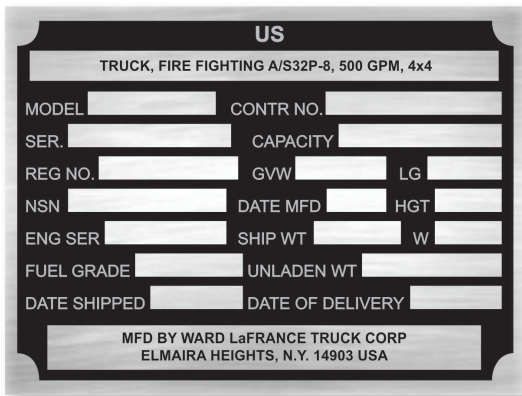 US
TRUCK, FIRE FIGHTING A/S32P-8, 500 GPM, 4x4
MODEL CONTR NO.
SER. CAPACITY
REG NO. GVW LG
NSN DATE MFD HGT
ENG SER SHIP WT W
FUEL GRADE UNLADEN WT
DATE SHIPPED DATE OF DELIVERY
MFD BY WARD LaFRANCE TRUCK CORP
ELMAIRA HEIGHTS, N.Y. 14903 USA